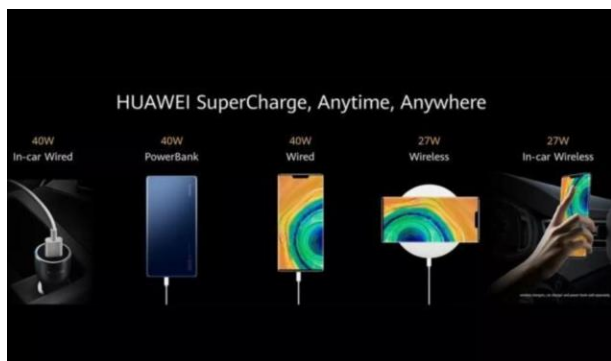 HUAWEI SuperCharge, Anytime, Anywhere
40W
In-car Wired
40W
PowerBank
40W
Wired
27W
Wireless
27W
In-car Wireless